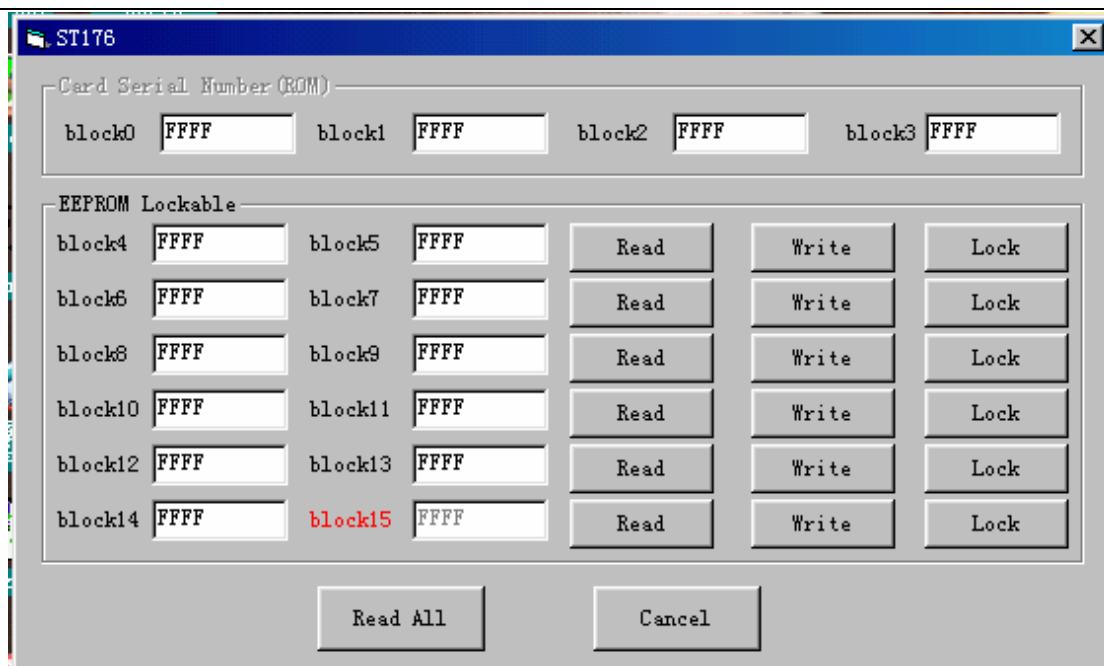 ST176
Card Serial Number(ROM)
block0 FFFF block1 FFFF block2 FFFF block3 FFFF
EEPROM Lockable
block4 FFFF block5 FFFF Read Write Lock
block6 FFFF block7 FFFF Read Write Lock
block8 FFFF block9 FFFF Read Write Lock
block10 FFFF block11 FFFF Read Write Lock
block12 FFFF block13 FFFF Read Write Lock
block14 FFFF block15 FFFF Read Write Lock
Read All Cancel